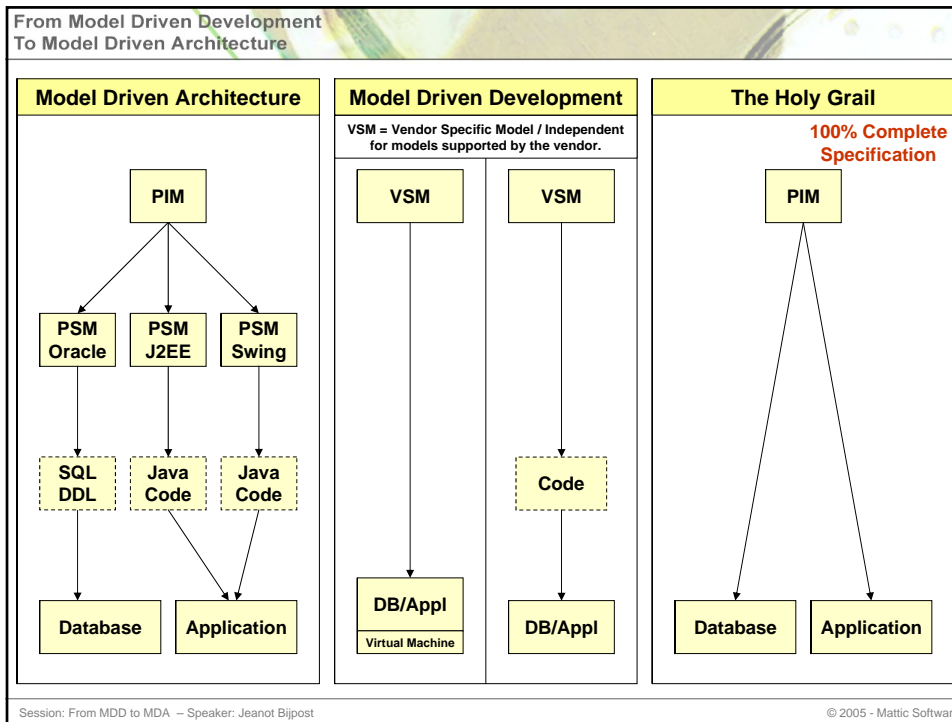 From Model Driven Development
To Model Driven Architecture
Model Driven Architecture
PIM
PSM
Oracle
PSM
J2EE
PSM
Swing
SQL
DDL
Java
Code
Java
Code
Database
Application
Model Driven Development
VSM = Vendor Specific Model / Independent
for models supported by the vendor.
VSM
VSM
Code
DB/Appl
Virtual Machine
DB/Appl
The Holy Grail
100% Complete
Specification
PIM
Database
Application
Session: From MDD to MDA – Speaker: Jeanot Bijpost
© 2005 - Mattic Softwar